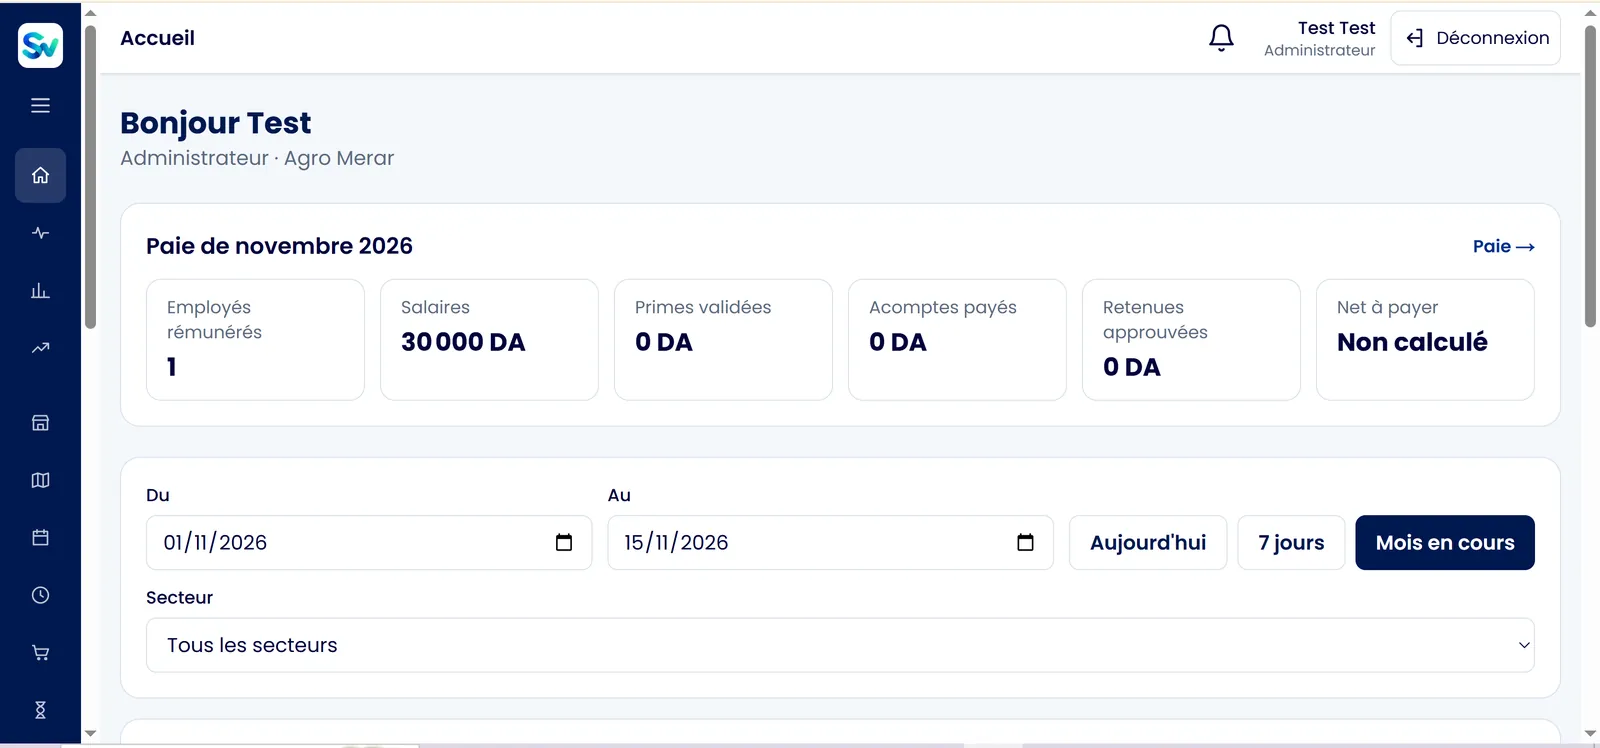 Sw
Accueil
Test Test
Administrateur
Déconnexion
Bonjour Test
Administrateur · Agro Merar
Paie de novembre 2026
Paie →
Employés
rémunérés
1
Salaires
30 000 DA
Primes validées
0 DA
Acomptes payés
0 DA
Retenues
approuvées
0 DA
Net à payer
Non calculé
Du
01/11/2026
Au
15/11/2026
Aujourd'hui
7 jours
Mois en cours
Secteur
Tous les secteurs